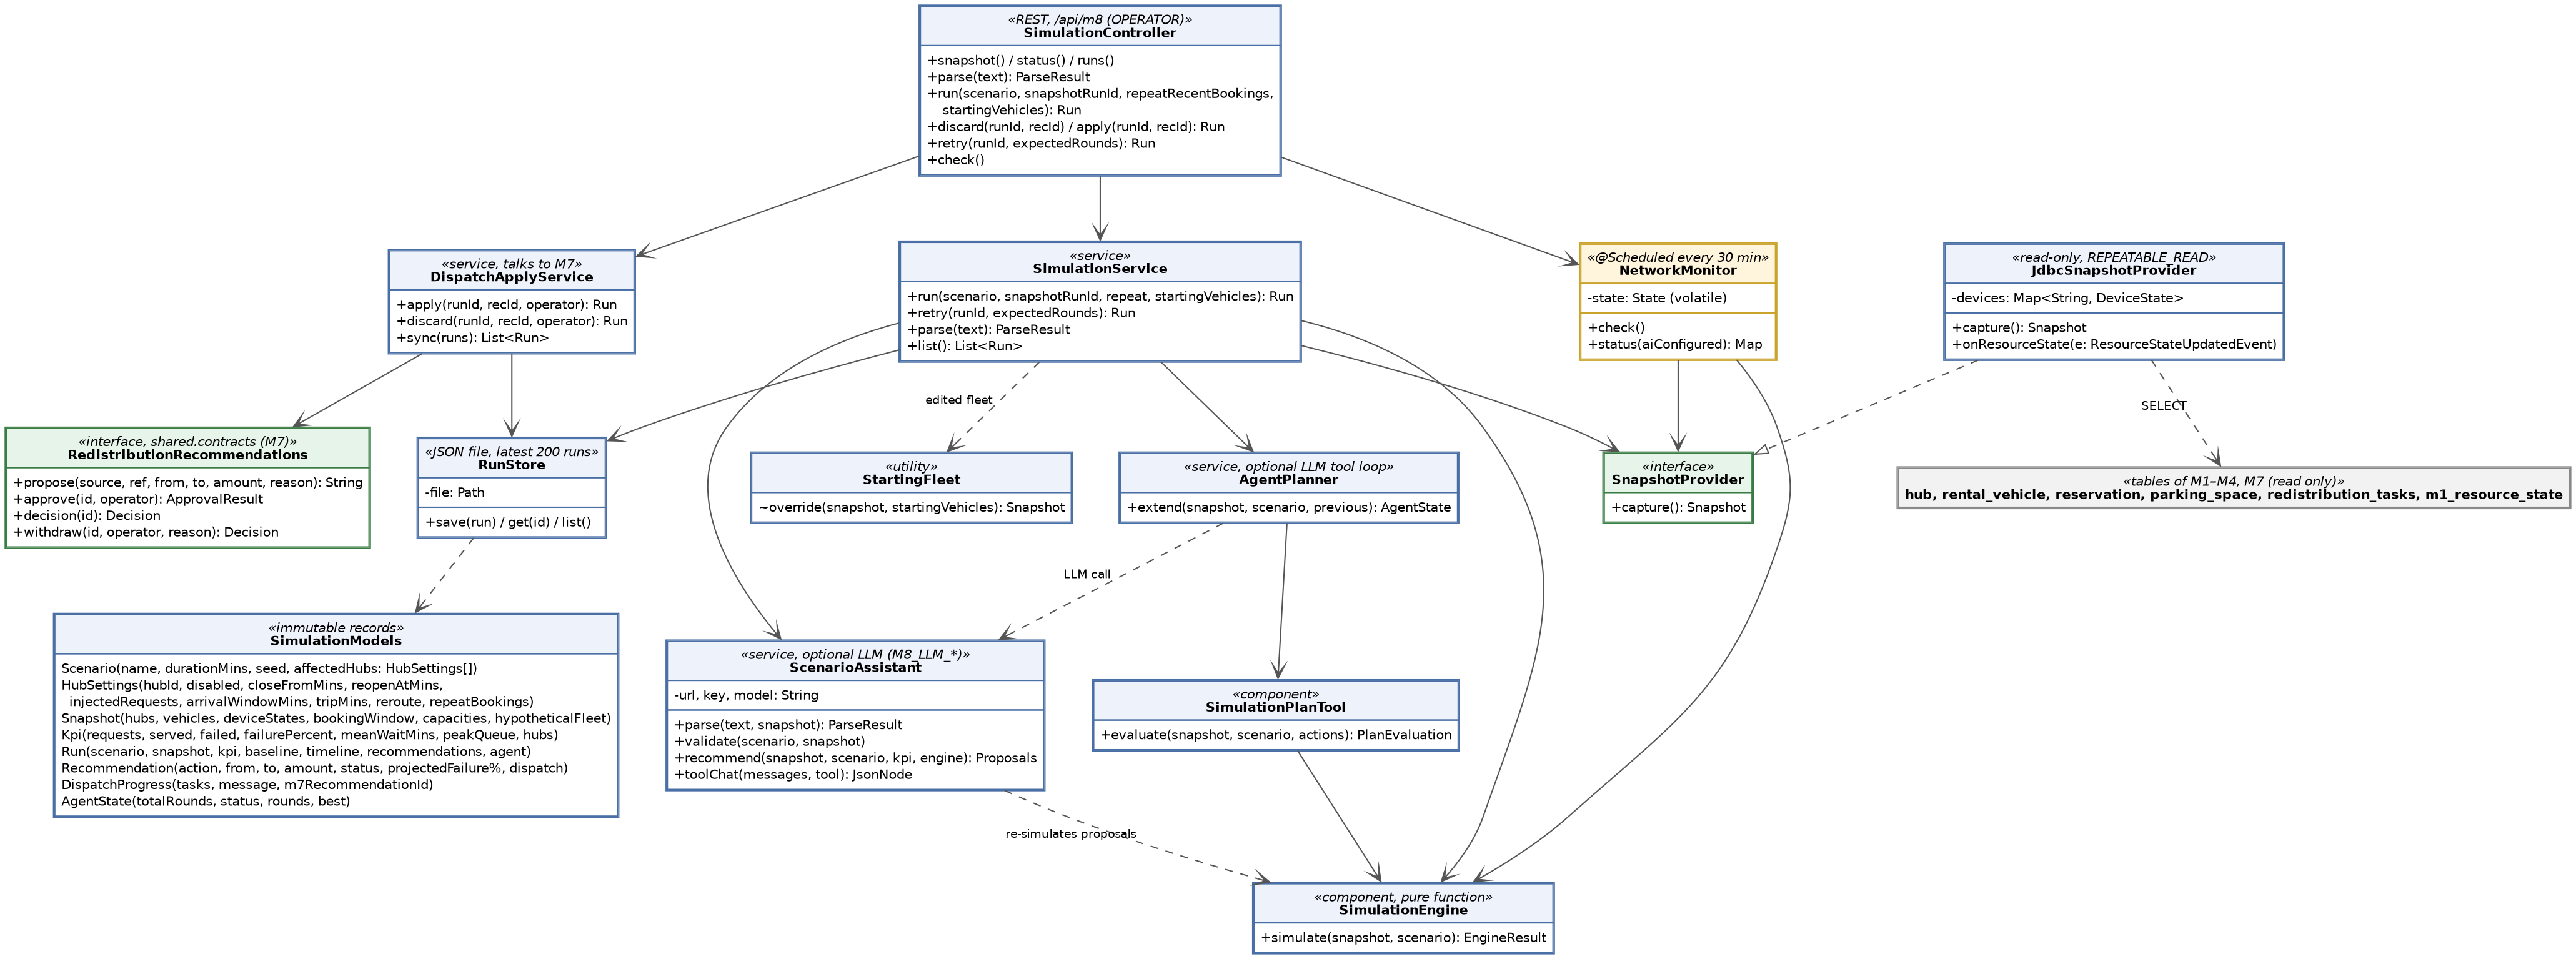 «REST, /api/m8 (OPERATOR)»
SimulationController
+snapshot() / status() / runs()
+parse(text): ParseResult
+run(scenario, snapshotRunId, repeatRecentBookings,
startingVehicles): Run
+discard(runId, recId) / apply(runId, recId): Run
+retry(runId, expectedRounds): Run
+check()
«service, talks to M7»
DispatchApplyService
+apply(runId, recId, operator): Run
+discard(runId, recId, operator): Run
+sync(runs): List<Run>
«service»
SimulationService
+run(scenario, snapshotRunId, repeat, startingVehicles): Run
+retry(runId, expectedRounds): Run
+parse(text): ParseResult
+list(): List<Run>
«@Scheduled every 30 min»
NetworkMonitor
-state: State (volatile)
+check()
+status(aiConfigured): Map
«read-only, REPEATABLE_READ»
JdbcSnapshotProvider
-devices: Map<String, DeviceState>
+capture(): Snapshot
+onResourceState(e: ResourceStateUpdatedEvent)
edited fleet
SELECT
«interface, shared.contracts (M7)»
RedistributionRecommendations
+propose(source, ref, from, to, amount, reason): String
+approve(id, operator): ApprovalResult
+decision(id): Decision
+withdraw(id, operator, reason): Decision
«JSON file, latest 200 runs»
RunStore
-file: Path
+save(run) / get(id) / list()
«utility»
StartingFleet
~override(snapshot, startingVehicles): Snapshot
«service, optional LLM tool loop»
AgentPlanner
+extend(snapshot, scenario, previous): AgentState
«interface»
SnapshotProvider
+capture(): Snapshot
«tables of M1–M4, M7 (read only)»
hub, rental_vehicle, reservation, parking_space, redistribution_tasks, m1_resource_state
LLM call
«immutable records»
SimulationModels
Scenario(name, durationMins, seed, affectedHubs: HubSettings[])
HubSettings(hubId, disabled, closeFromMins, reopenAtMins,
injectedRequests, arrivalWindowMins, tripMins, reroute, repeatBookings)
Snapshot(hubs, vehicles, deviceStates, bookingWindow, capacities, hypotheticalFleet)
Kpi(requests, served, failed, failurePercent, meanWaitMins, peakQueue, hubs)
Run(scenario, snapshot, kpi, baseline, timeline, recommendations, agent)
Recommendation(action, from, to, amount, status, projectedFailure%, dispatch)
DispatchProgress(tasks, message, m7RecommendationId)
AgentState(totalRounds, status, rounds, best)
«service, optional LLM (M8_LLM_*)»
ScenarioAssistant
-url, key, model: String
+parse(text, snapshot): ParseResult
+validate(scenario, snapshot)
+recommend(snapshot, scenario, kpi, engine): Proposals
+toolChat(messages, tool): JsonNode
«component»
SimulationPlanTool
+evaluate(snapshot, scenario, actions): PlanEvaluation
re-simulates proposals
«component, pure function»
SimulationEngine
+simulate(snapshot, scenario): EngineResult